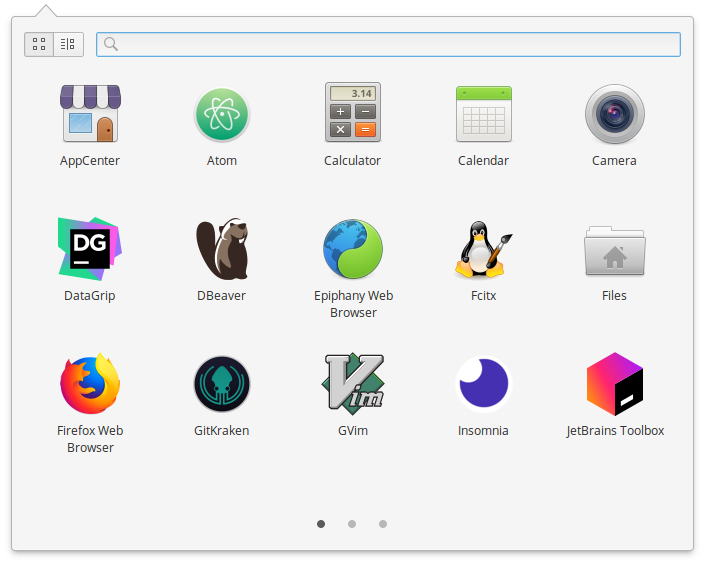 3.14
AppCenter
Atom
Calculator
Calendar
Camera
DG
DataGrip
DBeaver
Epiphany Web
Browser
Fcitx
Files
Vim
Firefox Web
Browser
GitKraken
GVim
Insomnia
JetBrains Toolbox